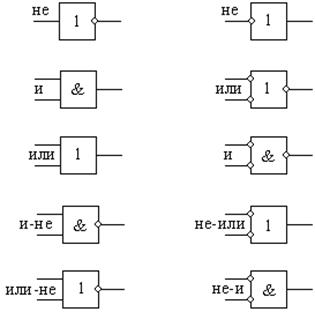 не 1 не 1
и & или 1
или 1 и &
и-не & не-или 1
или-не 1 не-и &